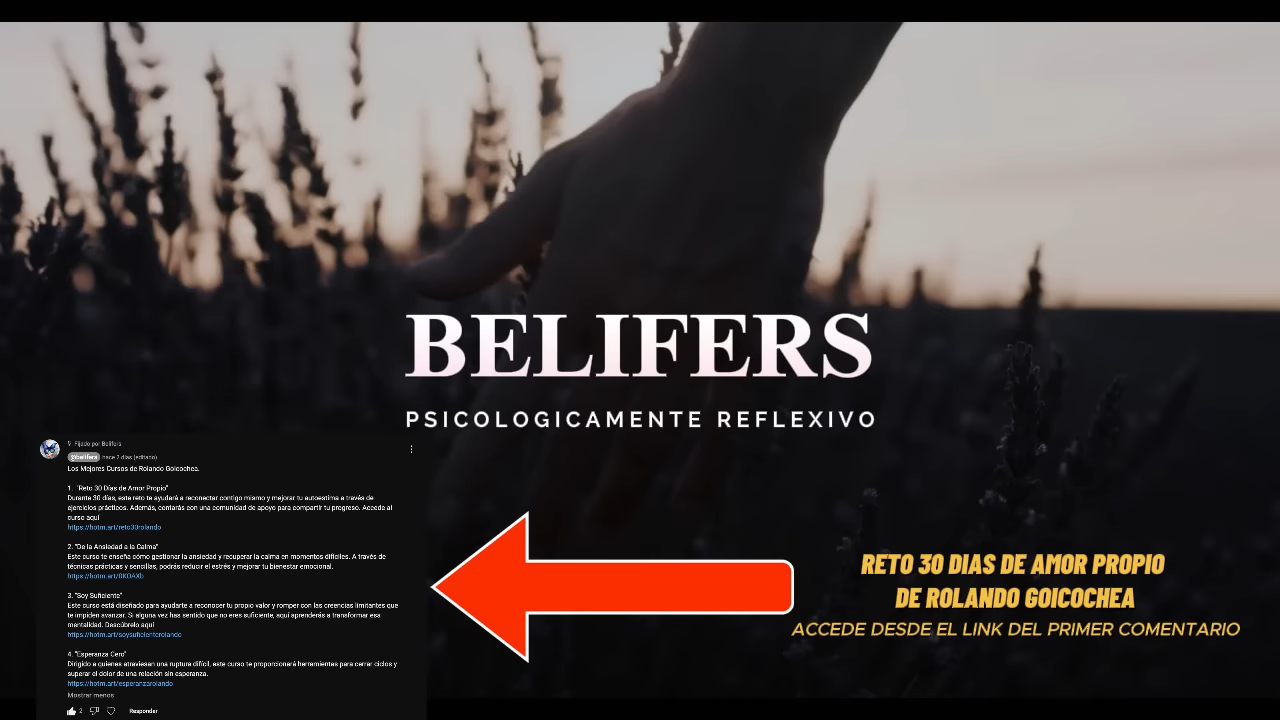 BELIFERS
PSICOLOGICAMENTE REFLEXIVO
Fijado por Belifers
@belifers hace 2 días (editado)
Los Mejores Cursos de Rolando Goicochea.
1. "Reto 30 Días de Amor Propio"
Durante 30 días, este reto te ayudará a reconectar contigo mismo y mejorar tu autoestima a través de
ejercicios prácticos. Además, contarás con una comunidad de apoyo para compartir tu progreso. Accede al
curso aquí
https://hotm.art/reto30rolando
2. "De la Ansiedad a la Calma"
Este curso te enseña cómo gestionar la ansiedad y recuperar la calma en momentos difíciles. A través de
técnicas prácticas y sencillas, podrás reducir el estrés y mejorar tu bienestar emocional.
https://hotm.art/0KOAXb
3. "Soy Suficiente"
Este curso está diseñado para ayudarte a reconocer tu propio valor y romper con las creencias limitantes que
te impiden avanzar. Si alguna vez has sentido que no eres suficiente, aquí aprenderás a transformar esa
mentalidad. Descúbrelo aquí
https://hotm.art/soysuficienterolando
4. "Esperanza Cero"
Dirigido a quienes atraviesan una ruptura difícil, este curso te proporcionará herramientas para cerrar ciclos y
superar el dolor de una relación sin esperanza.
https://hotm.art/esperanzarolando
Mostrar menos
2 Responder
RETO 30 DIAS DE AMOR PROPIO
DE ROLANDO GOICOCHEA
ACCEDE DESDE EL LINK DEL PRIMER COMENTARIO